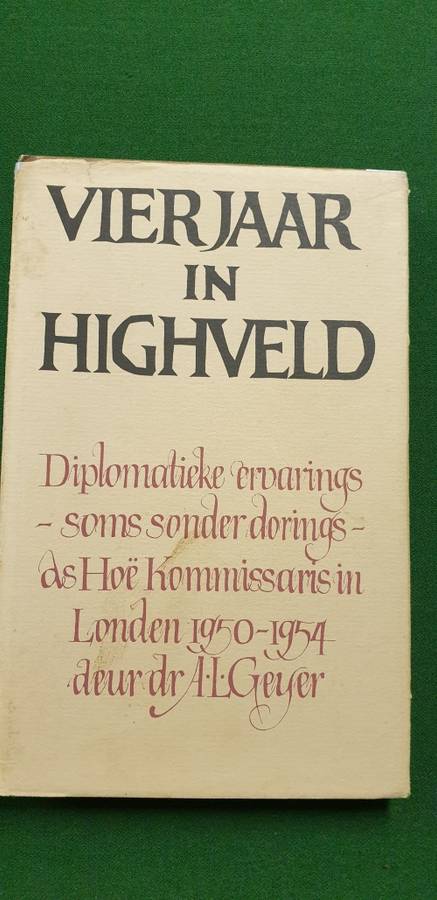 VIER JAAR
IN
HIGHVELD
Diplomatieke ervarings
- soms sonder dorings -
as Hoë Kommissaris in
Londen 1950-1954
deur dr A.L.Geyer